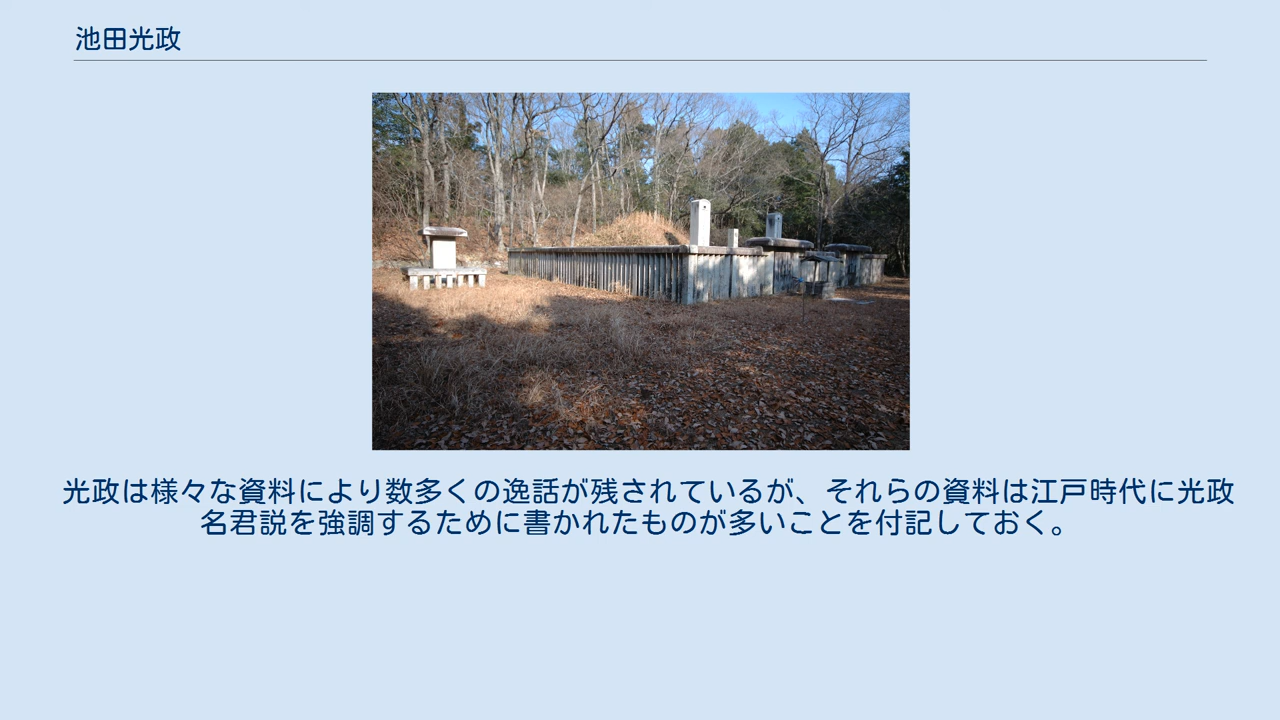 池田光政
光政は様々な資料により数多くの逸話が残されているが、それらの資料は江戸時代に光政
名君説を強調するために書かれたものが多いことを付記しておく。